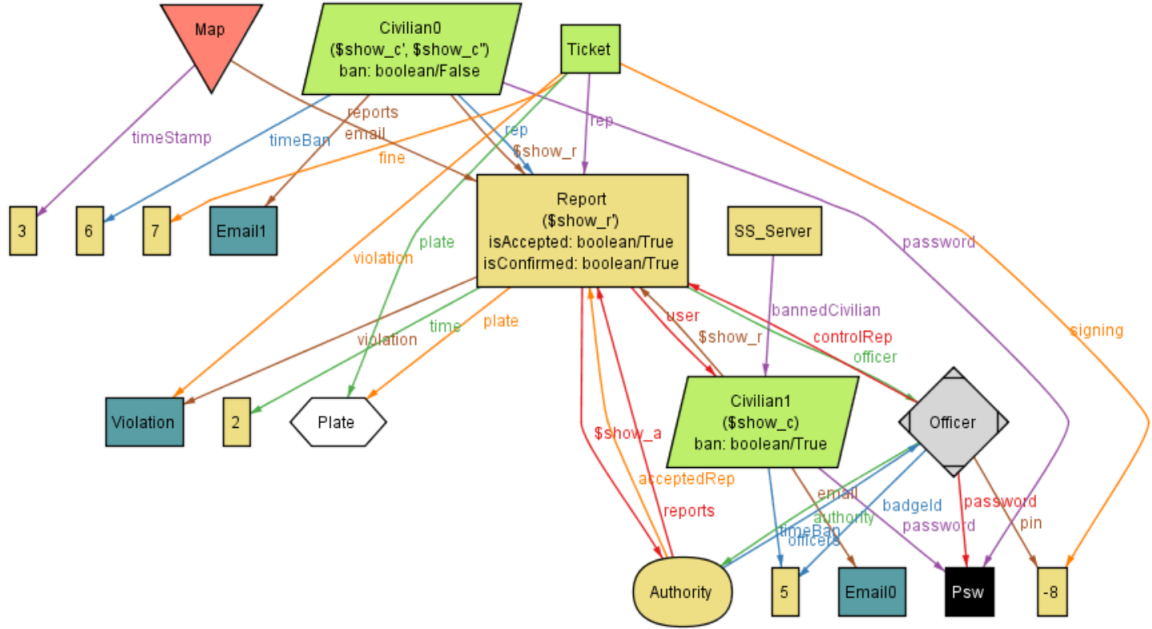 Map
Civilian0
($show_c', $show_c")
ban: boolean/False
Ticket
reports
timeStamp
timeBan
email
rep
rep
$show_r
fine
Report
($show_r')
isAccepted: boolean/True
isConfirmed: boolean/True
3
6
7
Email1
SS_Server
plate
password
violation
bannedCivilian
user
time
plate
controlRep
signing
violation
$show_r
officer
Violation
2
Plate
Civilian1
($show_c)
ban: boolean/True
Officer
$show_a
acceptedRep
email
reports
badgeId
password
authority
password
pin
timeBan
officers
Authority
5
Email0
Psw
-8